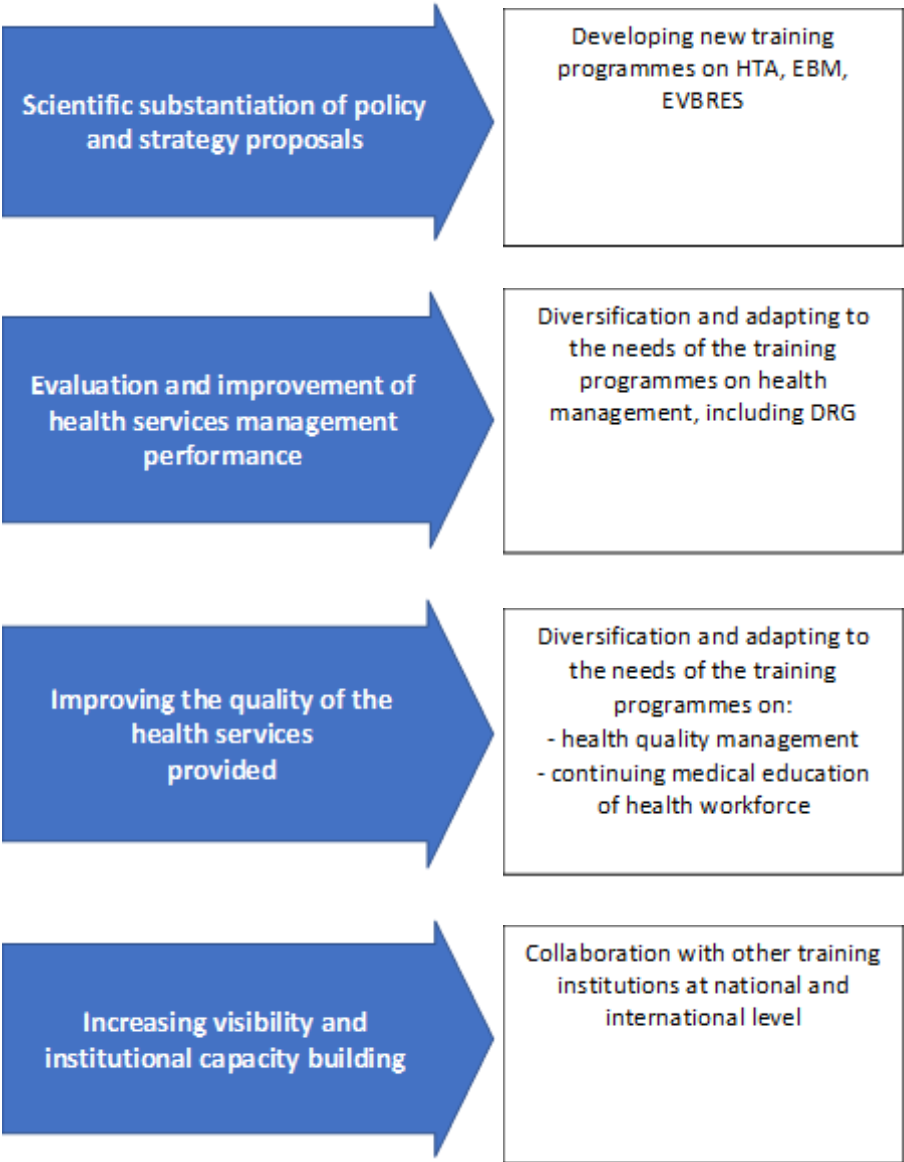 Scientific substantiation of policy
and strategy proposals
Developing new training
programmes on HTA, EBM,
EVBRES
Evaluation and improvement of
health services management
performance
Diversification and adapting to
the needs of the training
programmes on health
management, including DRG
Improving the quality of the
health services
provided
Diversification and adapting to
the needs of the training
programmes on:
- health quality management
- continuing medical education
of health workforce
Increasing visibility and
institutional capacity building
Collaboration with other training
institutions at national and
international level